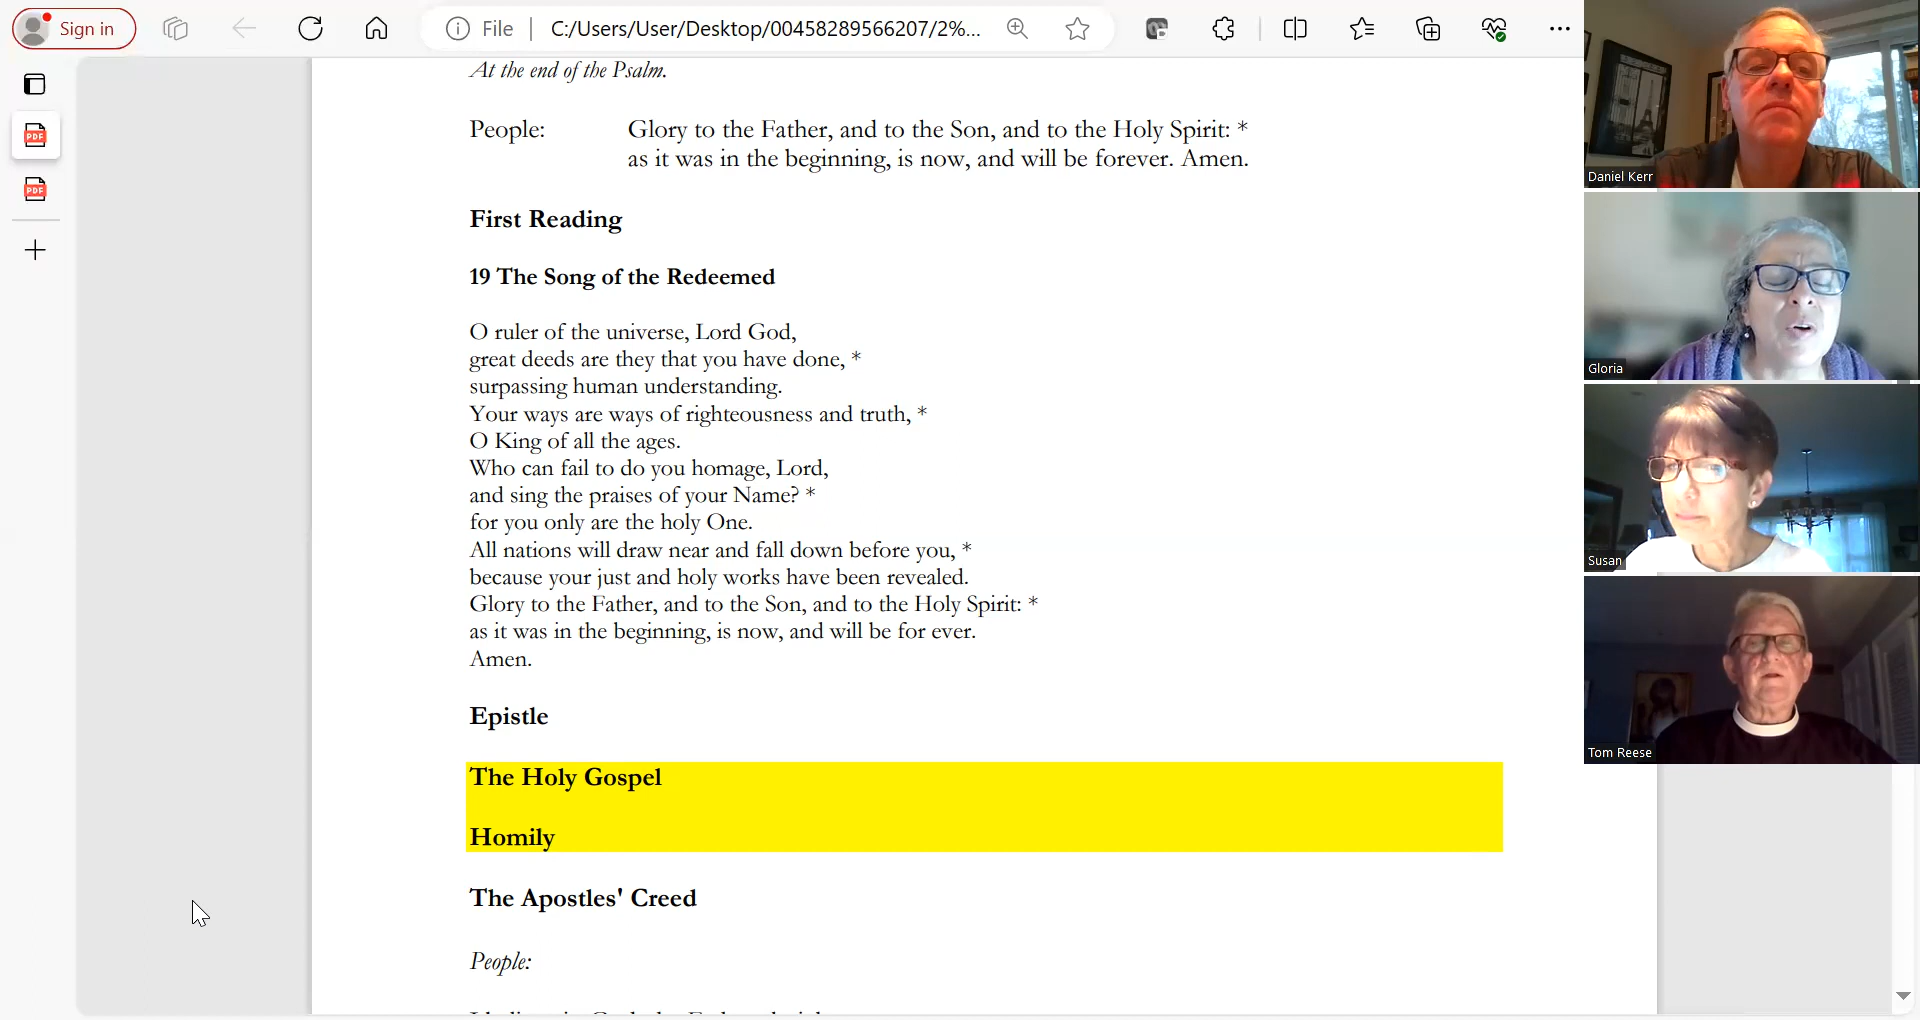 Sign in
File
C:/Users/User/Desktop/00458289566207/2%...
At the end of the Psalm.
People: Glory to the Father, and to the Son, and to the Holy Spirit: *
as it was in the beginning, is now, and will be forever. Amen.
First Reading
19 The Song of the Redeemed
O ruler of the universe, Lord God,
great deeds are they that you have done, *
surpassing human understanding.
Your ways are ways of righteousness and truth, *
O King of all the ages.
Who can fail to do you homage, Lord,
and sing the praises of your Name? *
for you only are the holy One.
All nations will draw near and fall down before you, *
because your just and holy works have been revealed.
Glory to the Father, and to the Son, and to the Holy Spirit: *
as it was in the beginning, is now, and will be for ever.
Amen.
Epistle
The Holy Gospel
Homily
The Apostles' Creed
People:
PDF
PDF
Daniel Kerr
Gloria
Susan
Tom Reese